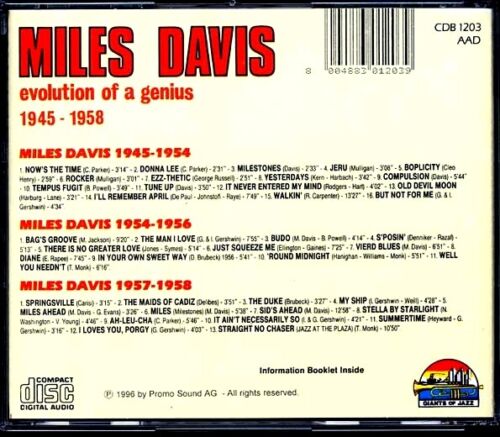 MILES DAVIS
CDB 1203
AAD
evolution of a genius
1945 - 1958
8 004883 012039
MILES DAVIS 1945-1954
1. NOW'S THE TIME (C. Parker) - 3'14" 2. DONNA LEE (C. Parker) - 2'31" 3. MILESTONES (Davis) - 2'33" 4. JERU (Mulligan) - 3'08" 5. BOPLICITY (Cleo
Henry) - 2'59" 6. ROCKER (Mulligan) - 3'01" 7. EZZ-THETIC (George Russell) - 2'51" 8. YESTERDAYS (Kern - Harbach) - 3'42" 9. COMPULSION (Davis) - 5'44"
10. TEMPUS FUGIT (B. Powell) - 3'49" 11. TUNE UP (Davis) - 3'50" 12. IT NEVER ENTERED MY MIND (Rodgers - Hart) - 4'02" 13. OLD DEVIL MOON
(Harburg - Lane) - 3'21" 14. I'LL REMEMBER APRIL (De Paul - Johnston - Raye) - 7'49" 15. WALKIN' (R. Carpenter) - 13'37" 16. BUT NOT FOR ME (G. & I.
Gershwin) - 4'34"
MILES DAVIS 1954-1956
1. BAG'S GROOVE (M. Jackson) - 9'20" 2. THE MAN I LOVE (G. & I. Gershwin) - 7'55" 3. BUDO (M. Davis - B. Powell) - 4'14" 4. S'POSIN' (Denniker - Razaf) -
5'13" 5. THERE IS NO GREATER LOVE (Jones - Symes) - 5'14" 6. JUST SQUEEZE ME (Ellington - Gaines) - 7'25" 7. VIERD BLUES (M. Davis) - 6'51" 8.
DIANE (E. Rapee) - 7'45" 9. IN YOUR OWN SWEET WAY (D. Brubeck) 1956 - 5'41" 10. 'ROUND MIDNIGHT (Hanighan - Williams - Monk) - 5'21" 11. WELL
YOU NEEDN'T (T. Monk) - 6'16"
MILES DAVIS 1957-1958
1. SPRINGSVILLE (Carisi) - 3'15" 2. THE MAIDS OF CADIZ (Delibes) - 3'51" 3. THE DUKE (Brubeck) - 3'27" 4. MY SHIP (I. Gershwin - Weill) - 4'28" 5.
MILES AHEAD (M. Davis - G. Evans) - 3'26" 6. MILES (Milestones) (M. Davis) - 5'38" 7. SID'S AHEAD (M. Davis) - 12'58" 8. STELLA BY STARLIGHT (N.
Washington - V. Young) - 4'46" 9. AH-LEU-CHA (C. Parker) - 5'46" 10. IT AIN'T NECESSARILY SO (I. & G. Gershwin) - 4'22" 11. SUMMERTIME (Heyward - G.
Gershwin) - 3'16" 12. I LOVES YOU, PORGY (G. Gershwin) - 3'36" 13. STRAIGHT NO CHASER (JAZZ AT THE PLAZA) (T. Monk) - 10'50"
Information Booklet Inside
COMPACT
disc
DIGITAL AUDIO
℗ 1996 by Promo Sound AG - All rights reserved.
GIANTS OF JAZZ